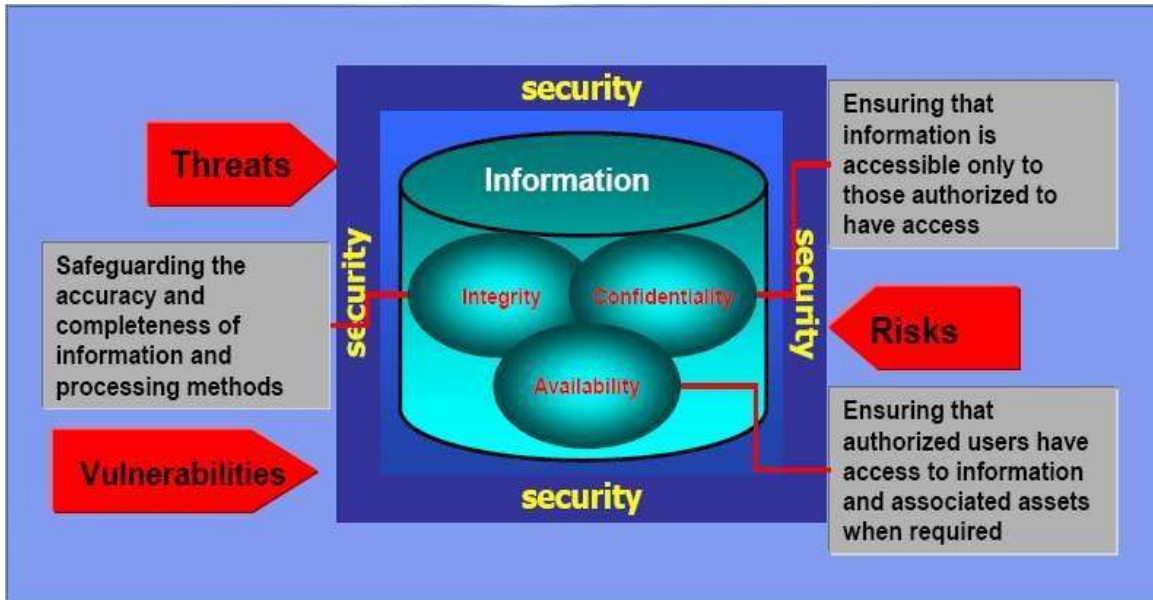 security
Threats
Information
Ensuring that
information is
accessible only to
those authorized to
have access
security
security
Safeguarding the
accuracy and
completeness of
information and
processing methods
Integrity
Confidentiality
Risks
Availability
Vulnerabilities
Ensuring that
authorized users have
access to information
and associated assets
when required
security